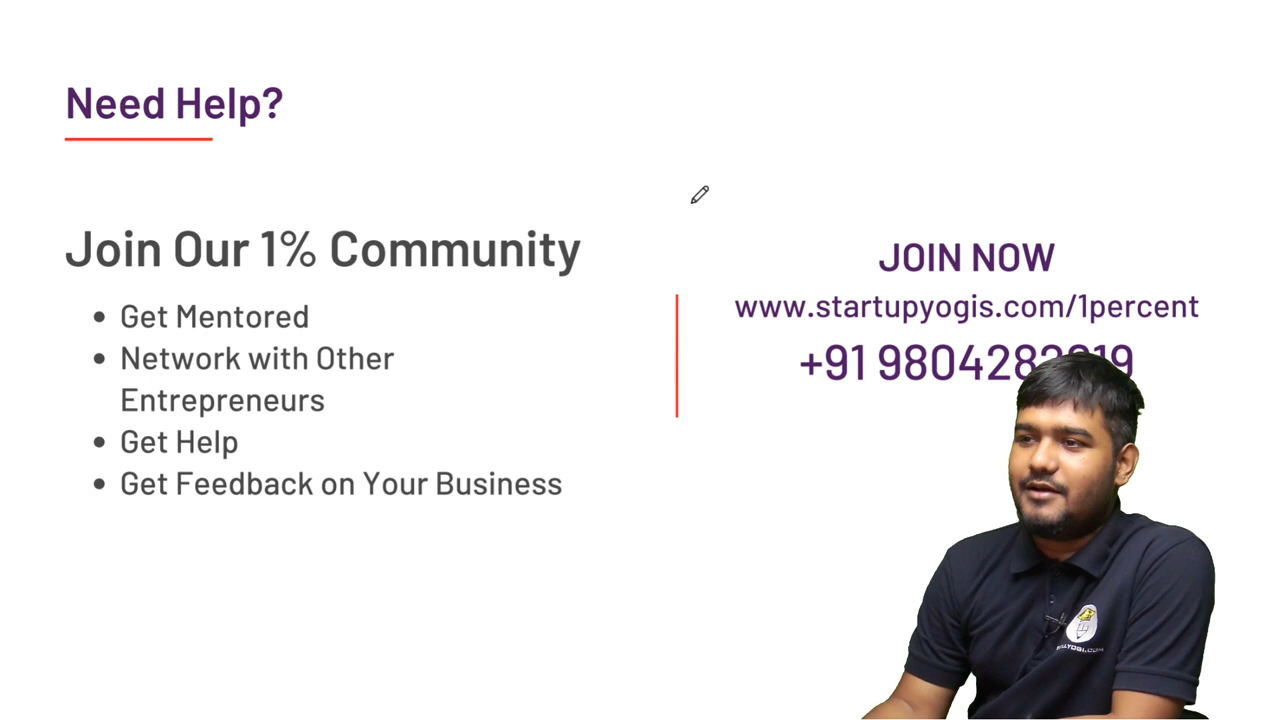 Need Help?
Join Our 1% Community
• Get Mentored
• Network with Other
Entrepreneurs
• Get Help
• Get Feedback on Your Business
JOIN NOW
www.startupyogis.com/1percent
+91